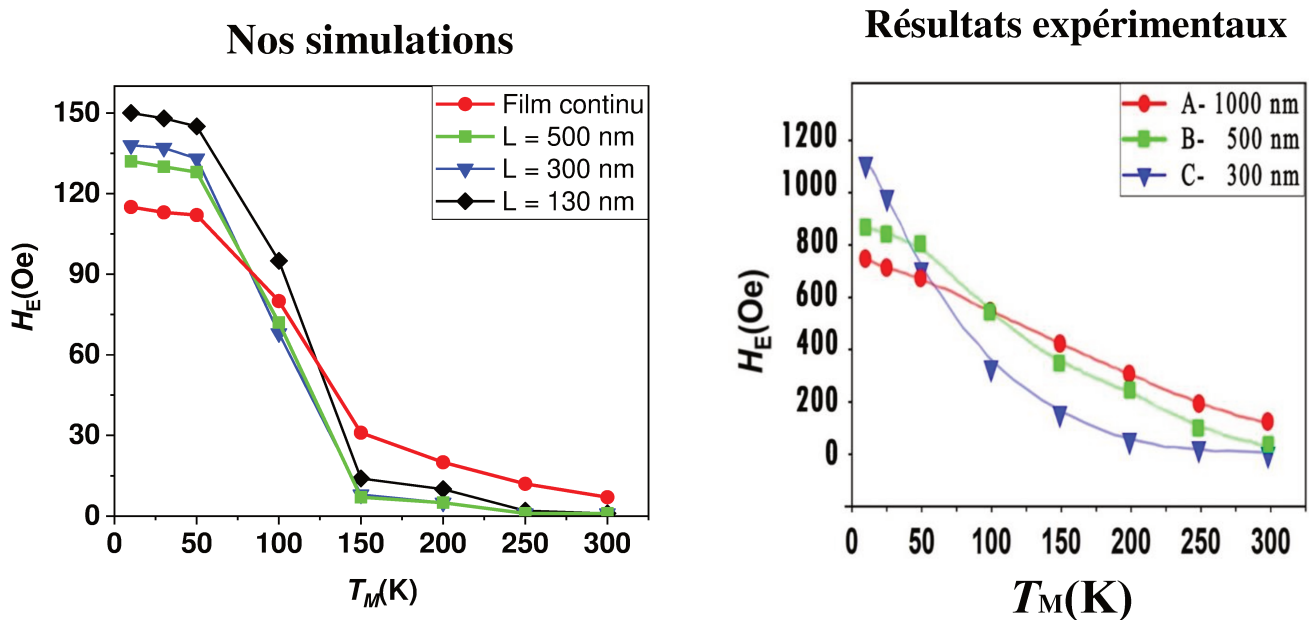 Nos simulations
Film continu
L = 500 nm
L = 300 nm
L = 130 nm
150
120
90
60
30
0
H_E(Oe)
0 50 100 150 200 250 300
T_M(K)
Résultats expérimentaux
A- 1000 nm
B- 500 nm
C- 300 nm
1200
1000
800
600
400
200
0
H_E(Oe)
0 50 100 150 200 250 300
T_M(K)